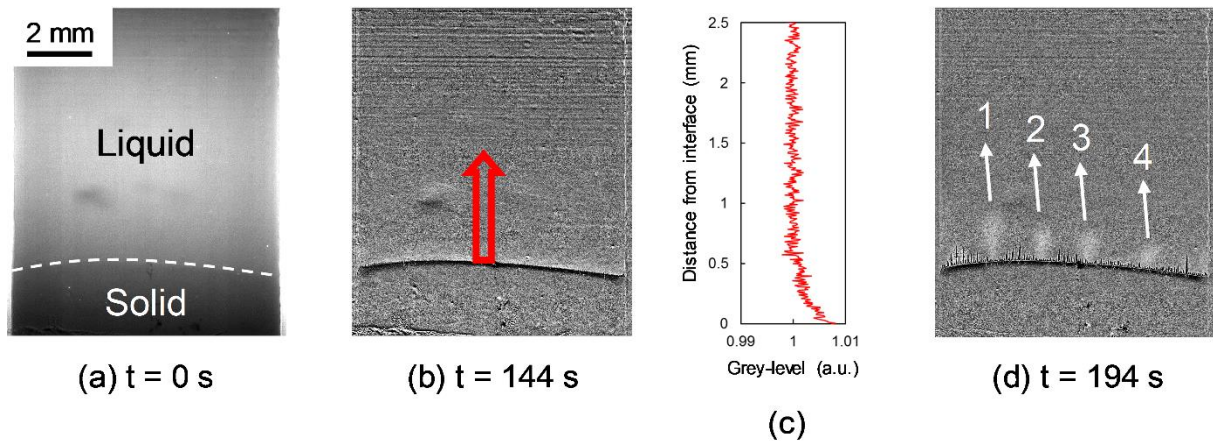 2 mm
Liquid
Solid
(a) t = 0 s
(b) t = 144 s
2.5
2
1.5
1
0.5
0
Distance from interface (mm)
0.99
1
1.01
Grey-level (a.u.)
(c)
1
2
3
4
(d) t = 194 s